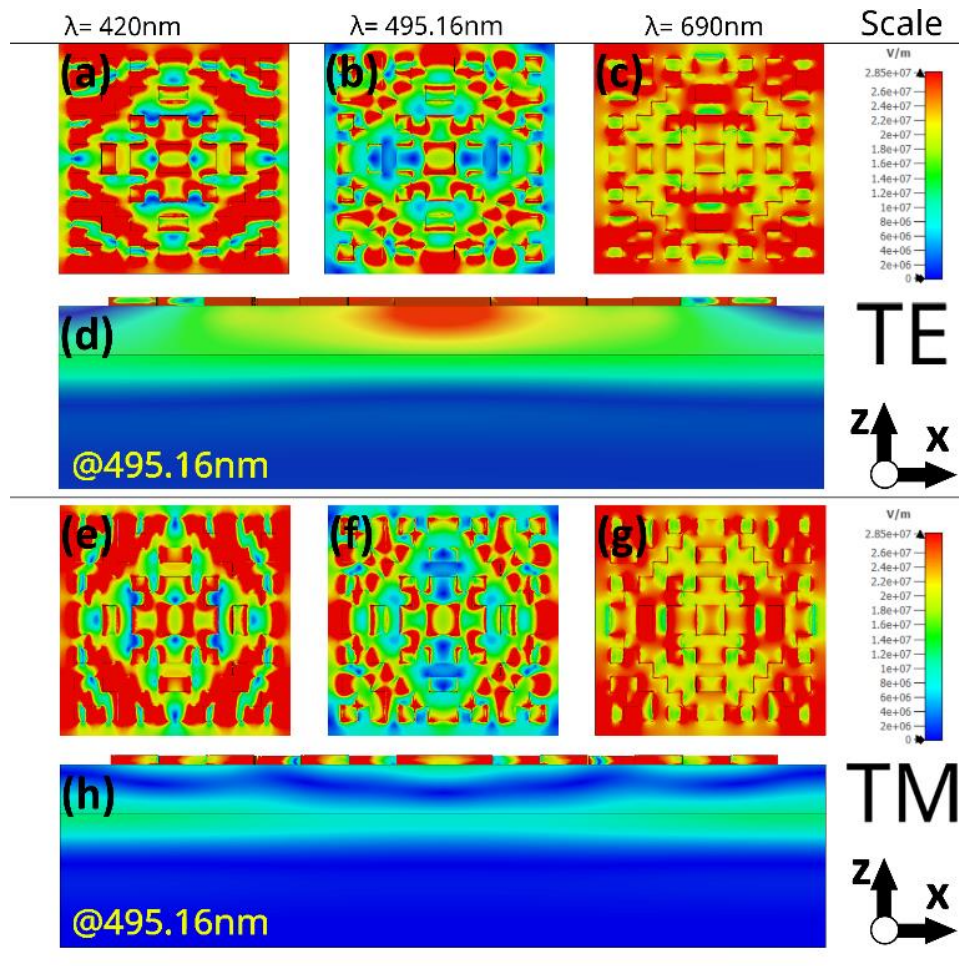 λ= 420nm λ= 495.16nm λ= 690nm Scale
(a) (b) (c)
V/m
2.85e+07
2.6e+07
2.4e+07
2.2e+07
2e+07
1.8e+07
1.6e+07
1.4e+07
1.2e+07
1e+07
8e+06
6e+06
4e+06
2e+06
0
(d)
TE
@495.16nm
z
x
(e) (f) (g)
V/m
2.85e+07
2.6e+07
2.4e+07
2.2e+07
2e+07
1.8e+07
1.6e+07
1.4e+07
1.2e+07
1e+07
8e+06
6e+06
4e+06
2e+06
0
(h)
TM
@495.16nm
z
x